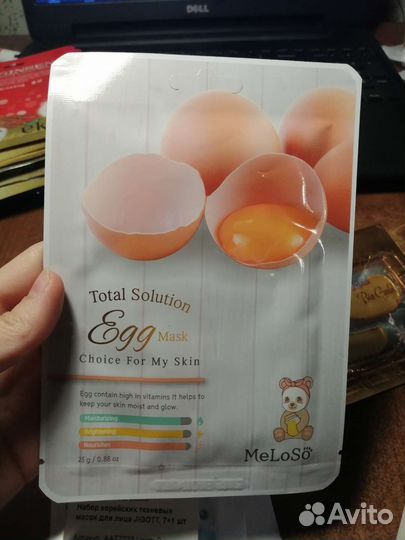 DELL
Total Solution
Egg Mask
Choice For My Skin
Egg contain high in vitamins It helps to
keep your skin moist and glow.
Moisturizing
Brightening
Nourishes
25 g / 0.88 oz
MeLoSo
Набор корейских тканевых
масок для лица JIGOTT, 7+1 шт
Avito